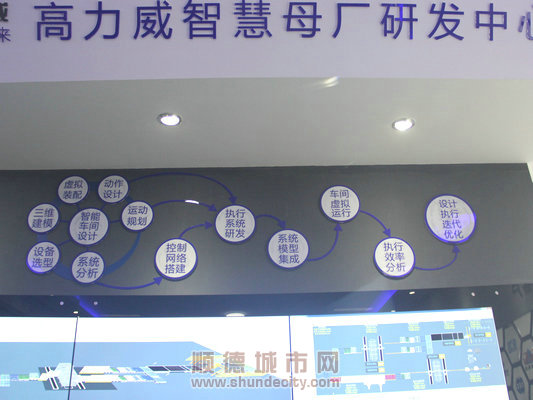 来
高力威智慧母厂研发中心
虚拟
装配
动作
设计
三维
建模
智能
车间
设计
运动
规划
设备
选型
系统
分析
控制
网络
搭建
执行
系统
研发
系统
模型
集成
车间
虚拟
运行
执行
效率
分析
设计
执行
迭代
优化
顺德城市网
www.shundecity.com